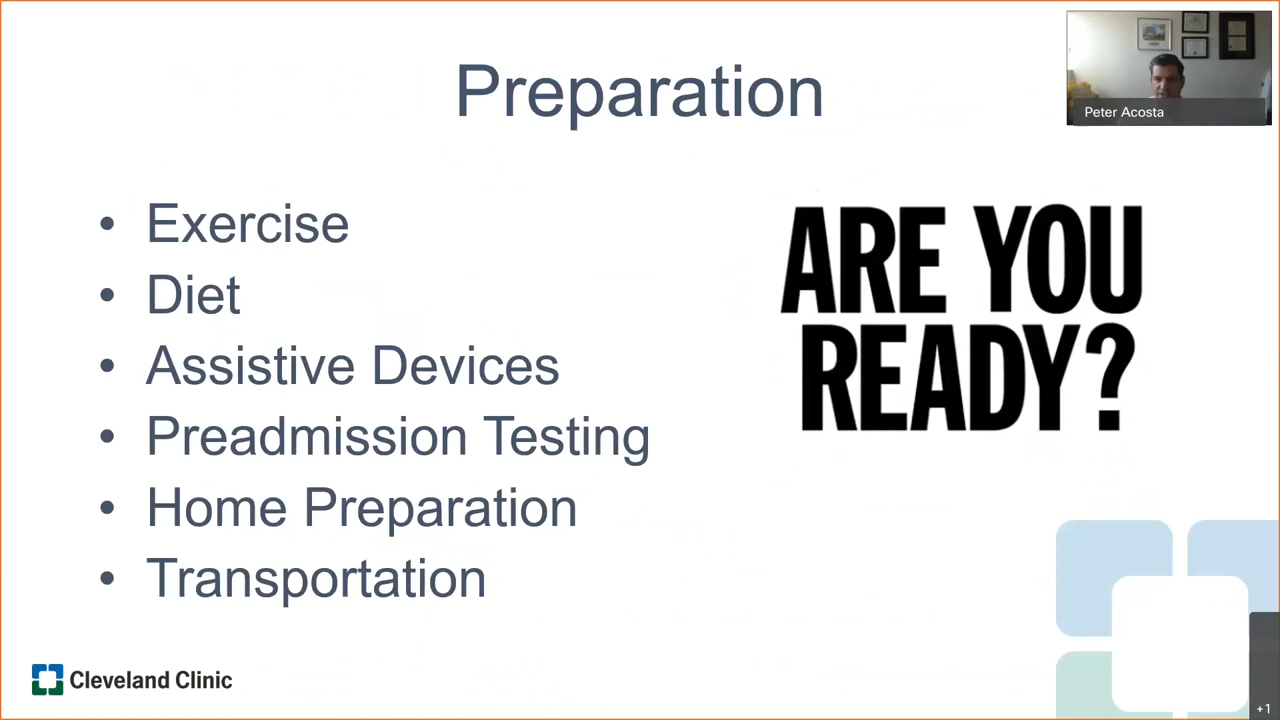 Preparation
Peter Acosta
• Exercise
• Diet
• Assistive Devices
• Preadmission Testing
• Home Preparation
• Transportation
ARE YOU
READY?
Cleveland Clinic
+1